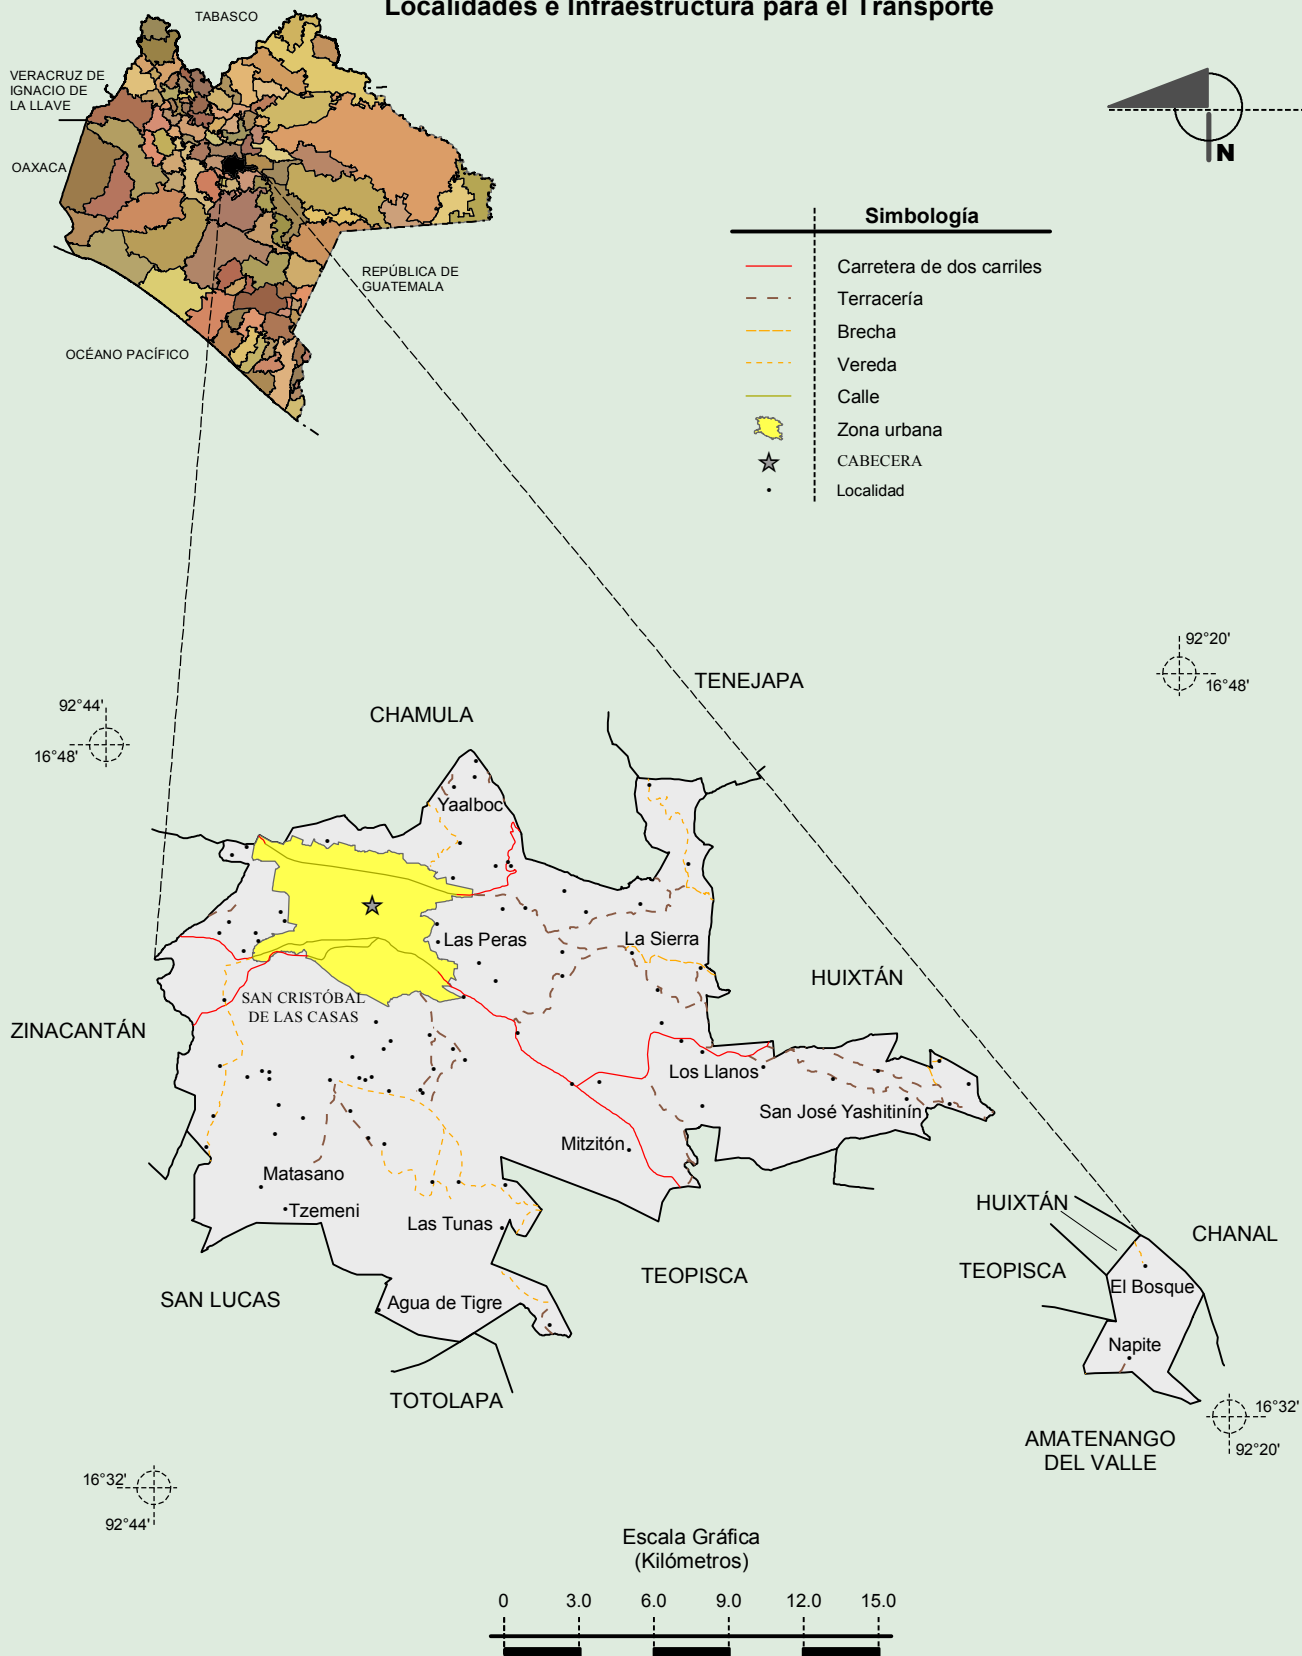 Localidades e Infraestructura para el Transporte
TABASCO
VERACRUZ DE
IGNACIO DE
LA LLAVE
OAXACA
REPÚBLICA DE
GUATEMALA
OCÉANO PACÍFICO
N
Simbología
Carretera de dos carriles
Terracería
Brecha
Vereda
Calle
Zona urbana
CABECERA
Localidad
92°20'
16°48'
92°44'
16°48'
TENEJAPA
CHAMULA
Yaalboc
Las Peras
La Sierra
HUIXTÁN
SAN CRISTÓBAL
DE LAS CASAS
ZINACANTÁN
Los Llanos
San José Yashitinín
Mitzitón
Matasano
Tzemeni
Las Tunas
HUIXTÁN
CHANAL
TEOPISCA
TEOPISCA
El Bosque
SAN LUCAS
Agua de Tigre
Napite
TOTOLAPA
16°32'
92°20'
AMATENANGO
DEL VALLE
16°32'
92°44'
Escala Gráfica
(Kilómetros)
0 3.0 6.0 9.0 12.0 15.0